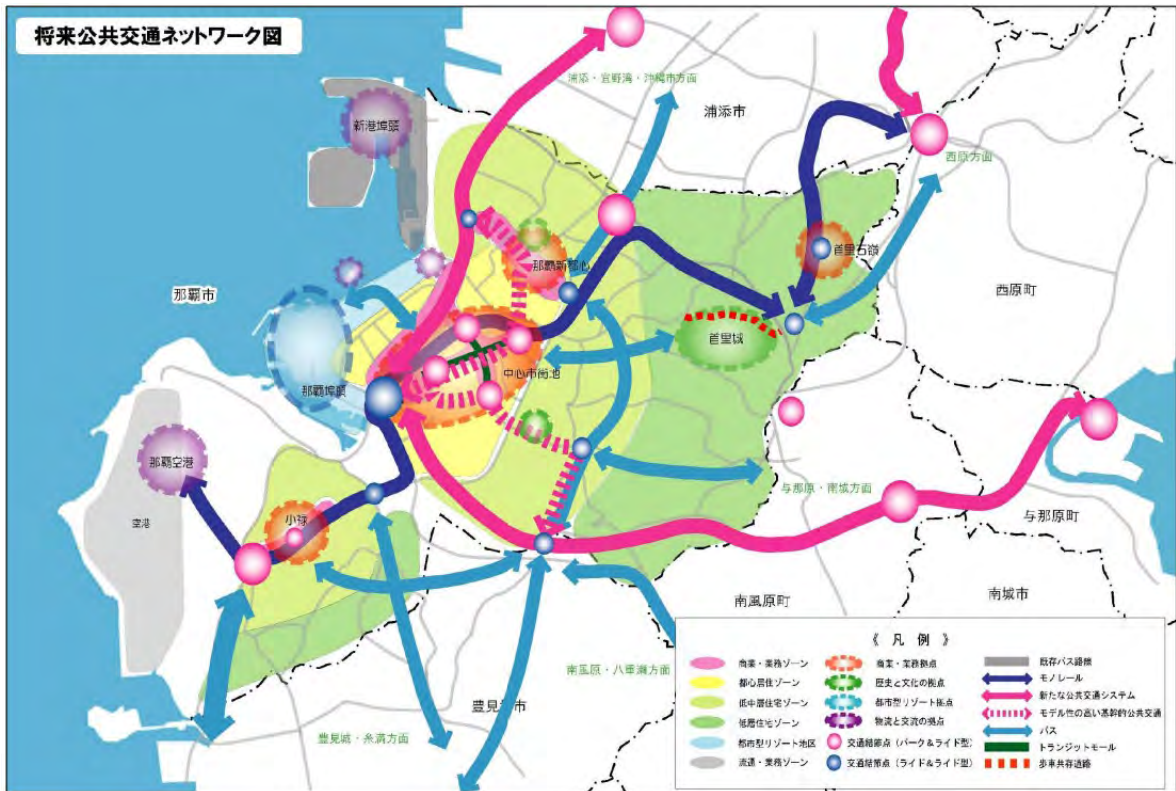 将来公共交通ネットワーク図
浦添・宜野湾・沖縄市方面
浦添市
新港埠頭
西原方面
那覇新都心
首里石嶺
那覇市
西原町
首里城
中心市街地
那覇埠頭
那覇空港
与那原・南城方面
空港
小禄
与那原町
南風原町
南城市
南風原・八重瀬方面
豊見城市
豊見城・糸満方面
《 凡 例 》
商業・業務ゾーン
都心居住ゾーン
低中層住宅ゾーン
低層住宅ゾーン
都市型リゾート地区
流通・業務ゾーン
商業・業務拠点
歴史と文化の拠点
都市型リゾート拠点
物流と交流の拠点
交通結節点（パーク＆ライド型）
交通結節点（ライド＆ライド型）
既存バス路線
モノレール
新たな公共交通システム
モデル性の高い基幹的公共交通
バス
トランジットモール
歩車共存道路